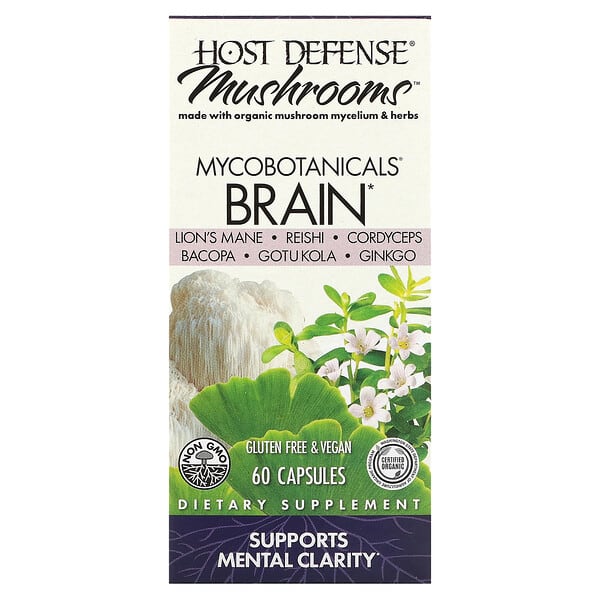 HOST DEFENSE®
Mushrooms™
made with organic mushroom mycelium & herbs
MYCOBOTANICALS®
BRAIN*
LION'S MANE • REISHI • CORDYCEPS
BACOPA • GOTU KOLA • GINKGO
GLUTEN FREE & VEGAN
60 CAPSULES
NON GMO
CERTIFIED
ORGANIC
DIETARY SUPPLEMENT
SUPPORTS
MENTAL CLARITY*